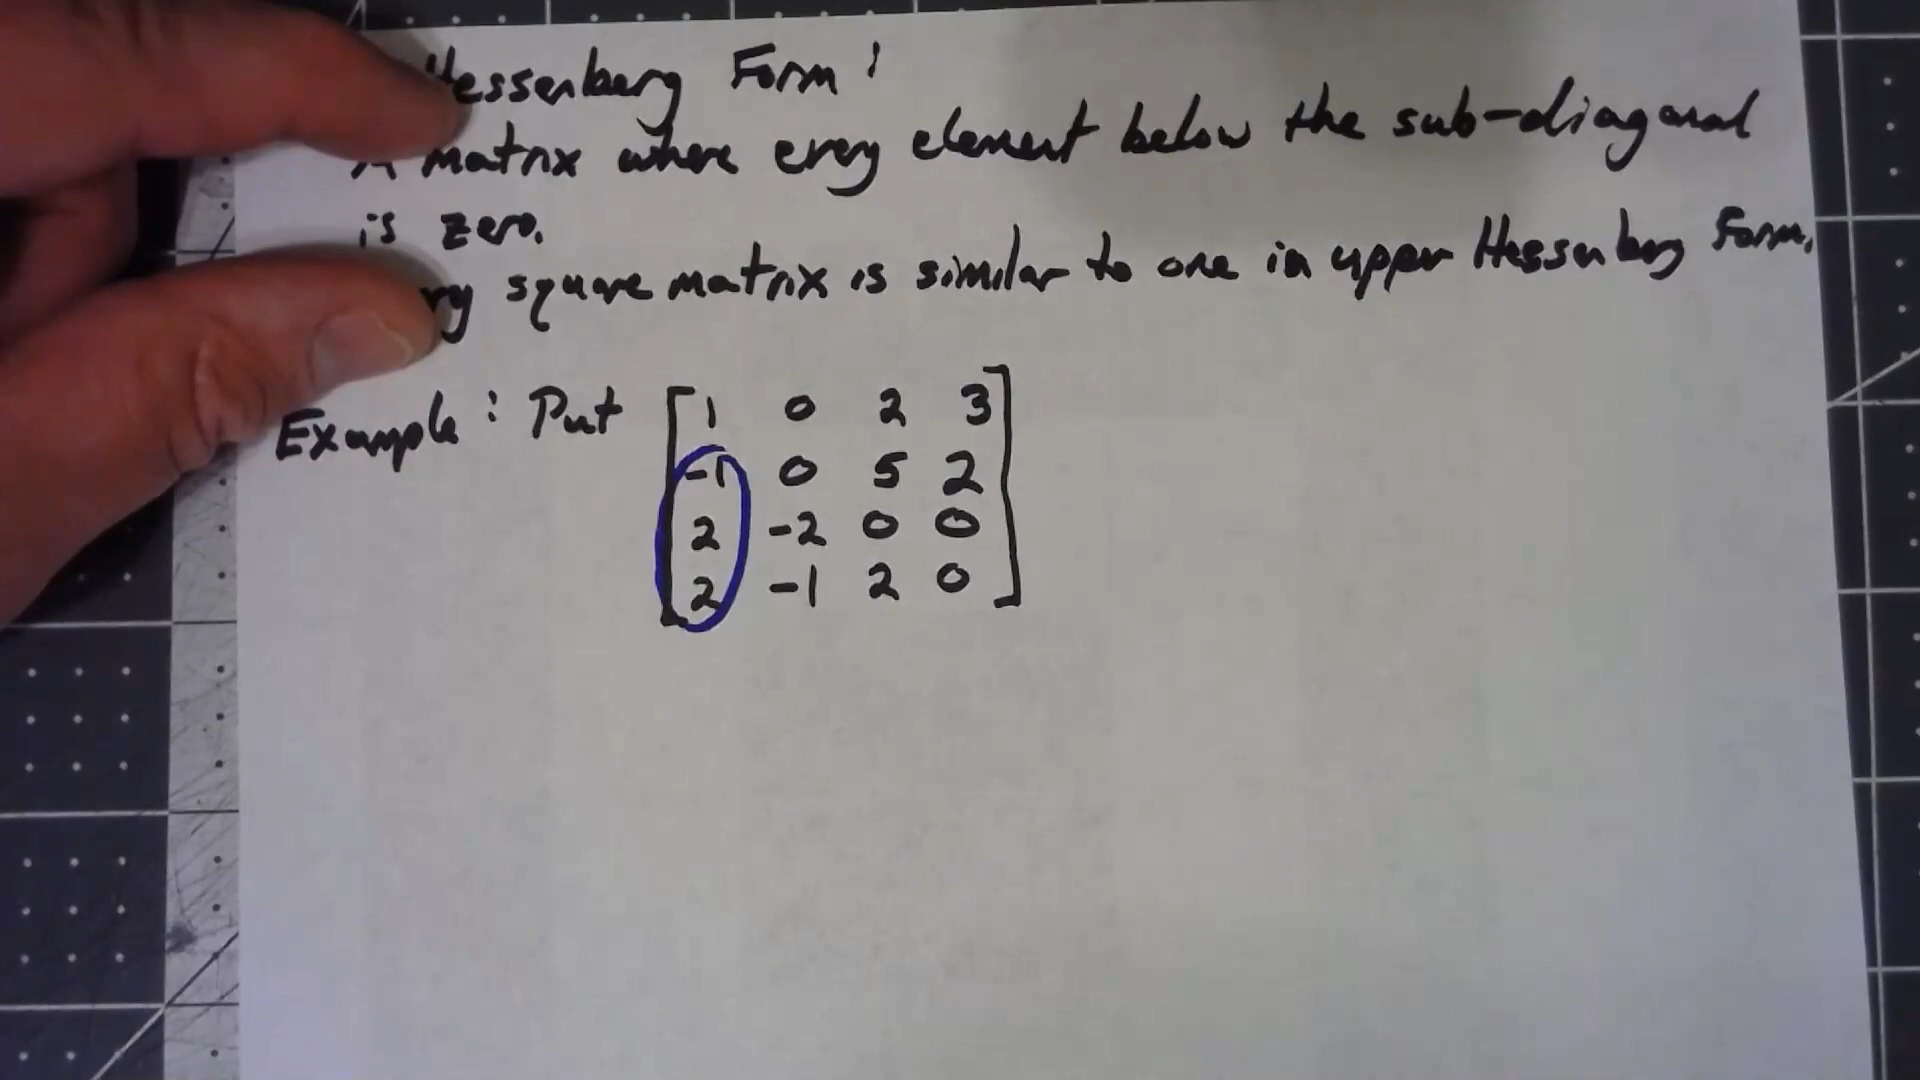 Hessenberg Form:
A matrix where every element below the sub-diagonal
is zero.
square matrix is similar to one in upper Hessenberg Form.
Example: Put [1 0 2 3
-1 0 5 2
2 -2 0 0
2 -1 2 0]